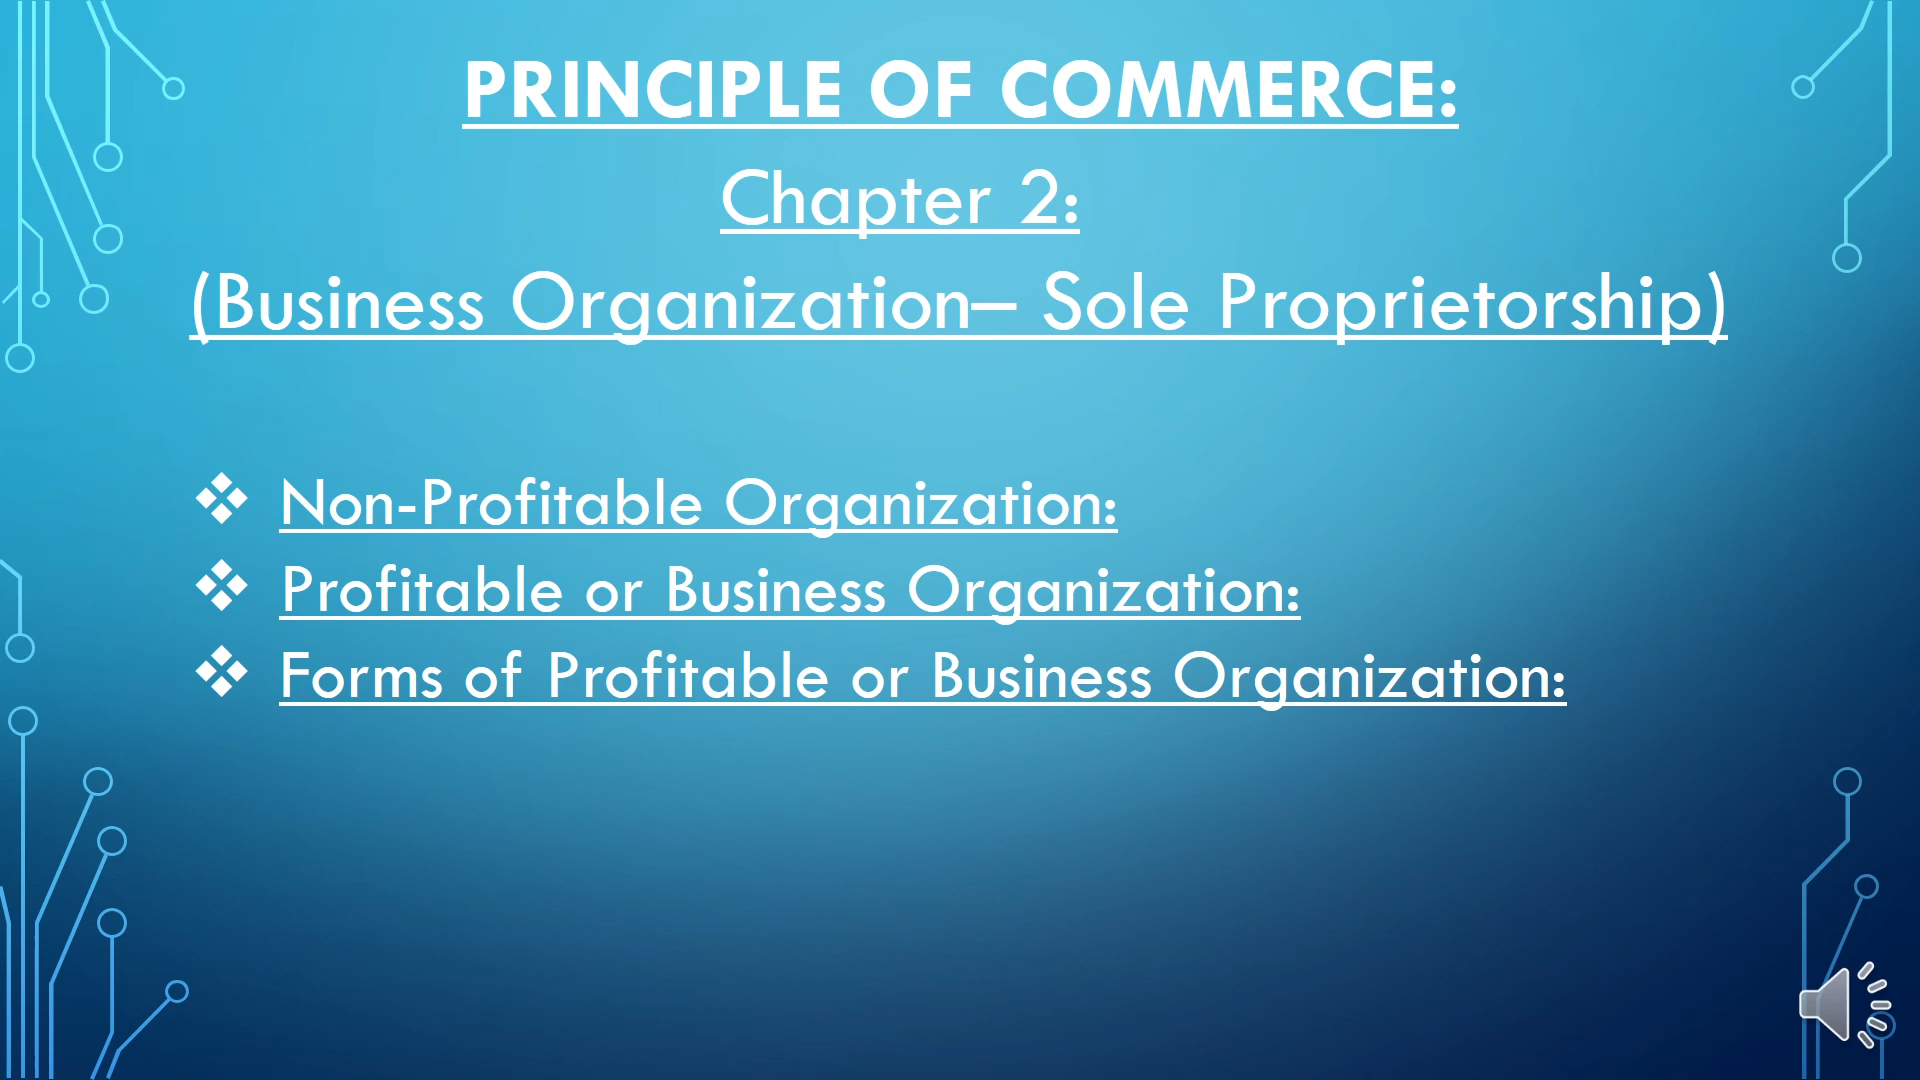 PRINCIPLE OF COMMERCE:
Chapter 2:
(Business Organization– Sole Proprietorship)
❖ Non-Profitable Organization:
❖ Profitable or Business Organization:
❖ Forms of Profitable or Business Organization: